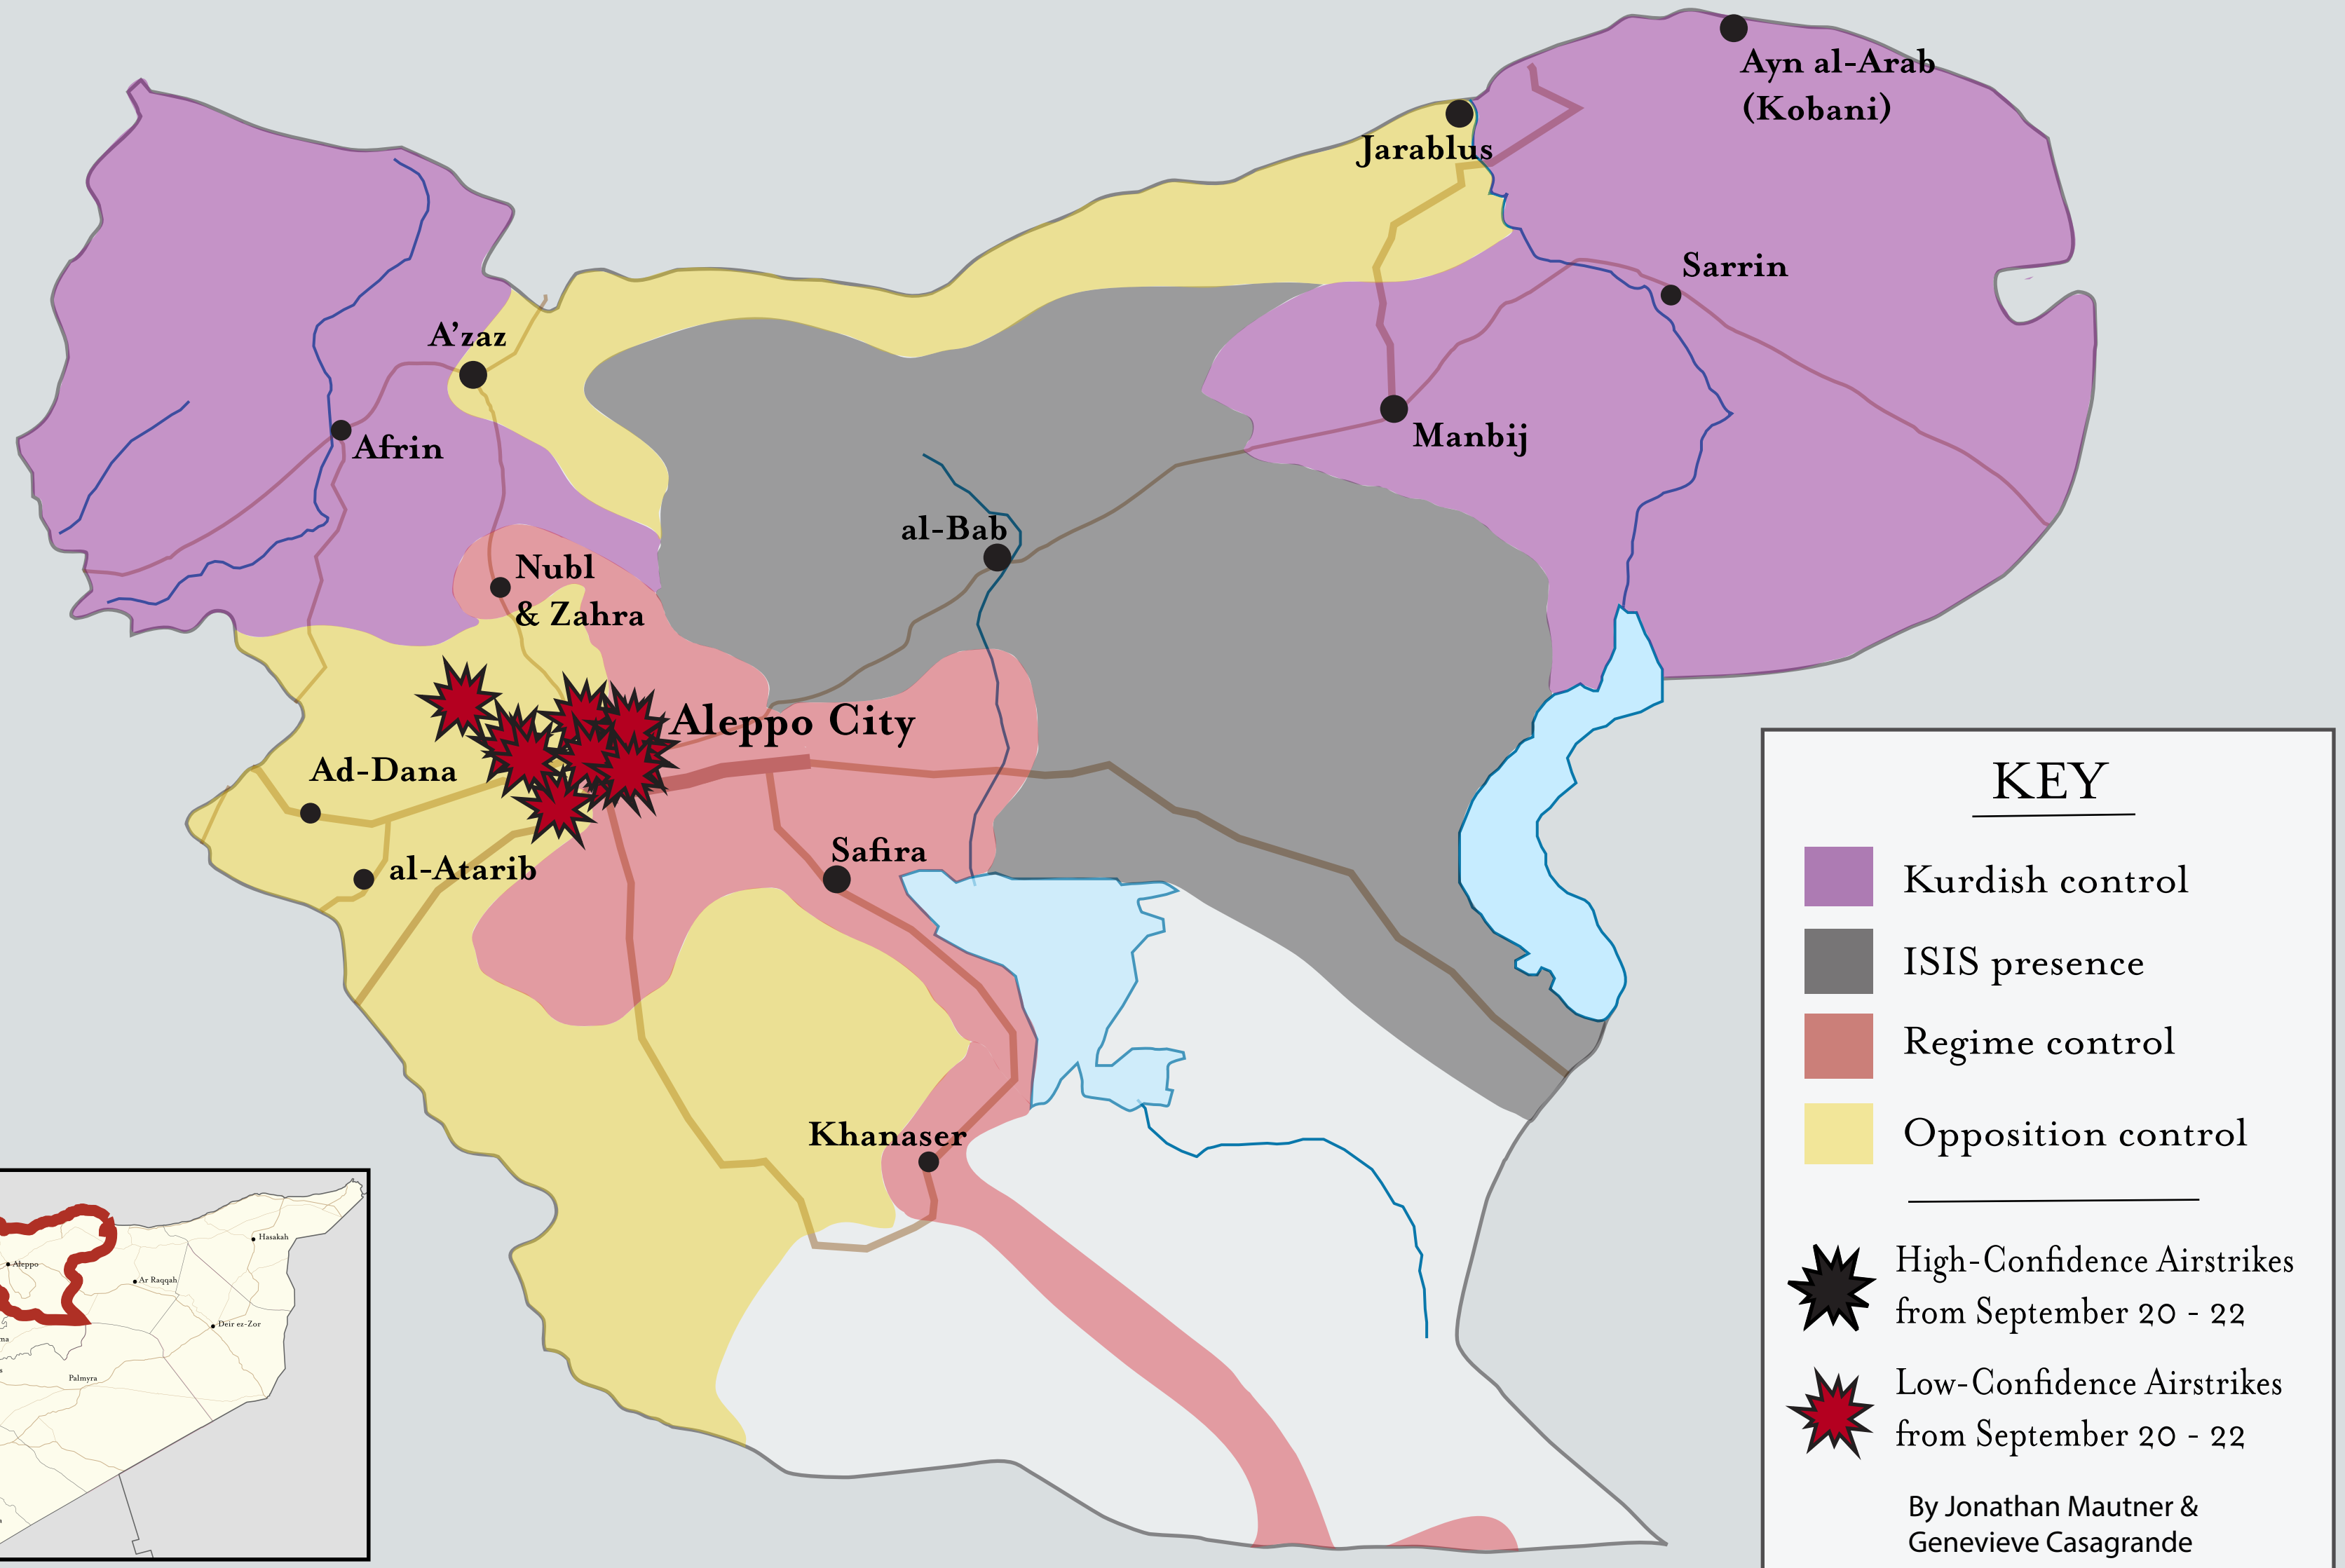 Ayn al-Arab
(Kobani)
Jarablus
Sarrin
A'zaz
Manbij
Afrin
al-Bab
Nubl
& Zahra
Aleppo City
Ad-Dana
Safira
al-Atarib
Khanaser
KEY
Kurdish control
ISIS presence
Regime control
Opposition control
High-Confidence Airstrikes
from September 20 - 22
Low-Confidence Airstrikes
from September 20 - 22
By Jonathan Mautner &
Genevieve Casagrande
Hasakah
Aleppo
Ar Raqqah
Deir ez-Zor
Palmyra